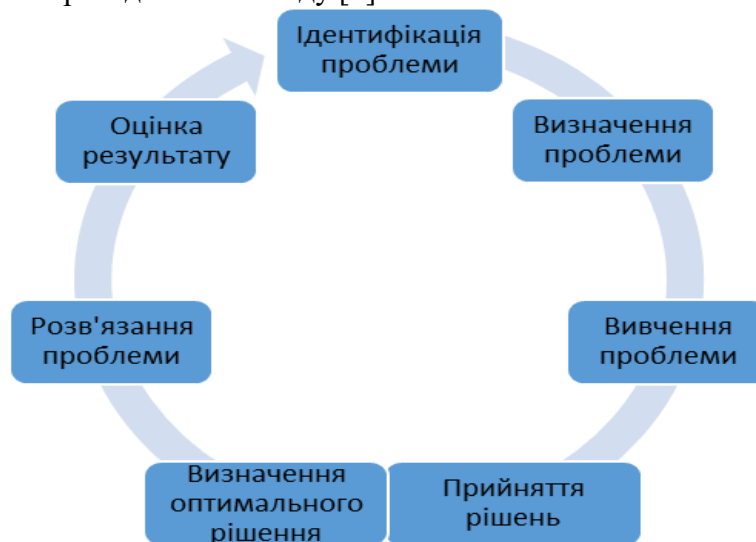 Ідентифікація
проблеми
Визначення
проблеми
Вивчення
проблеми
Прийняття
рішень
Визначення
оптимального
рішення
Розв'язання
проблеми
Оцінка
результату